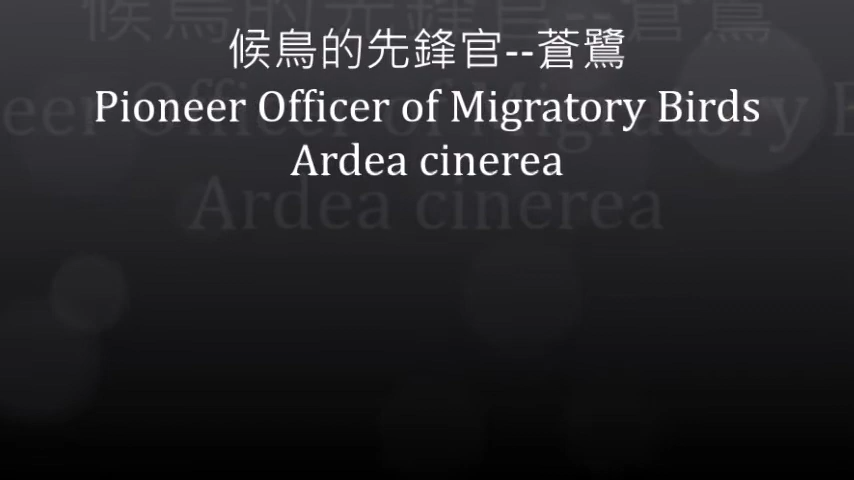 候鳥的先鋒官--蒼鷺
Pioneer Officer of Migratory Birds
Ardea cinerea